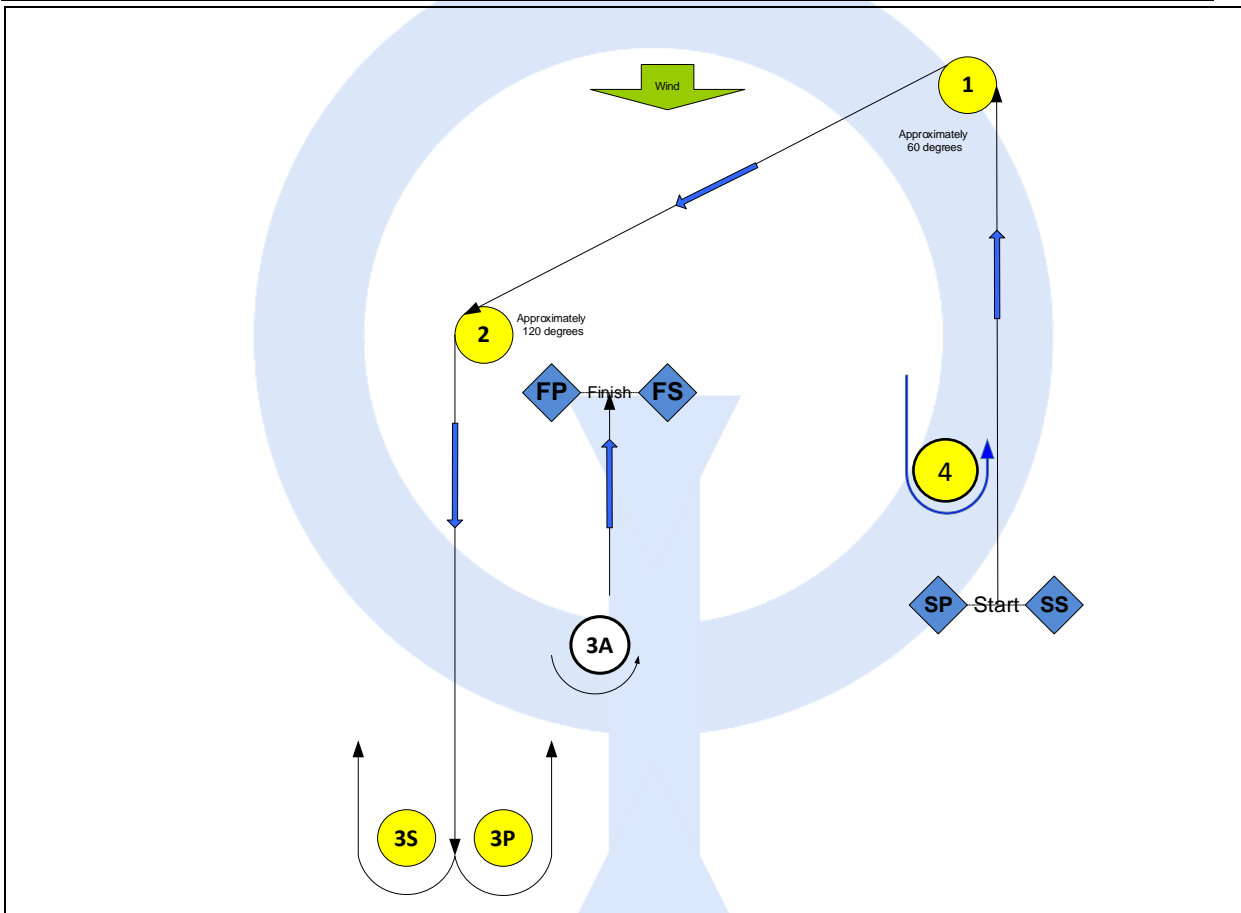 Wind
1
Approximately
60 degrees
2
Approximately
120 degrees
FP Finish FS
4
SP Start SS
3A
3S
3P